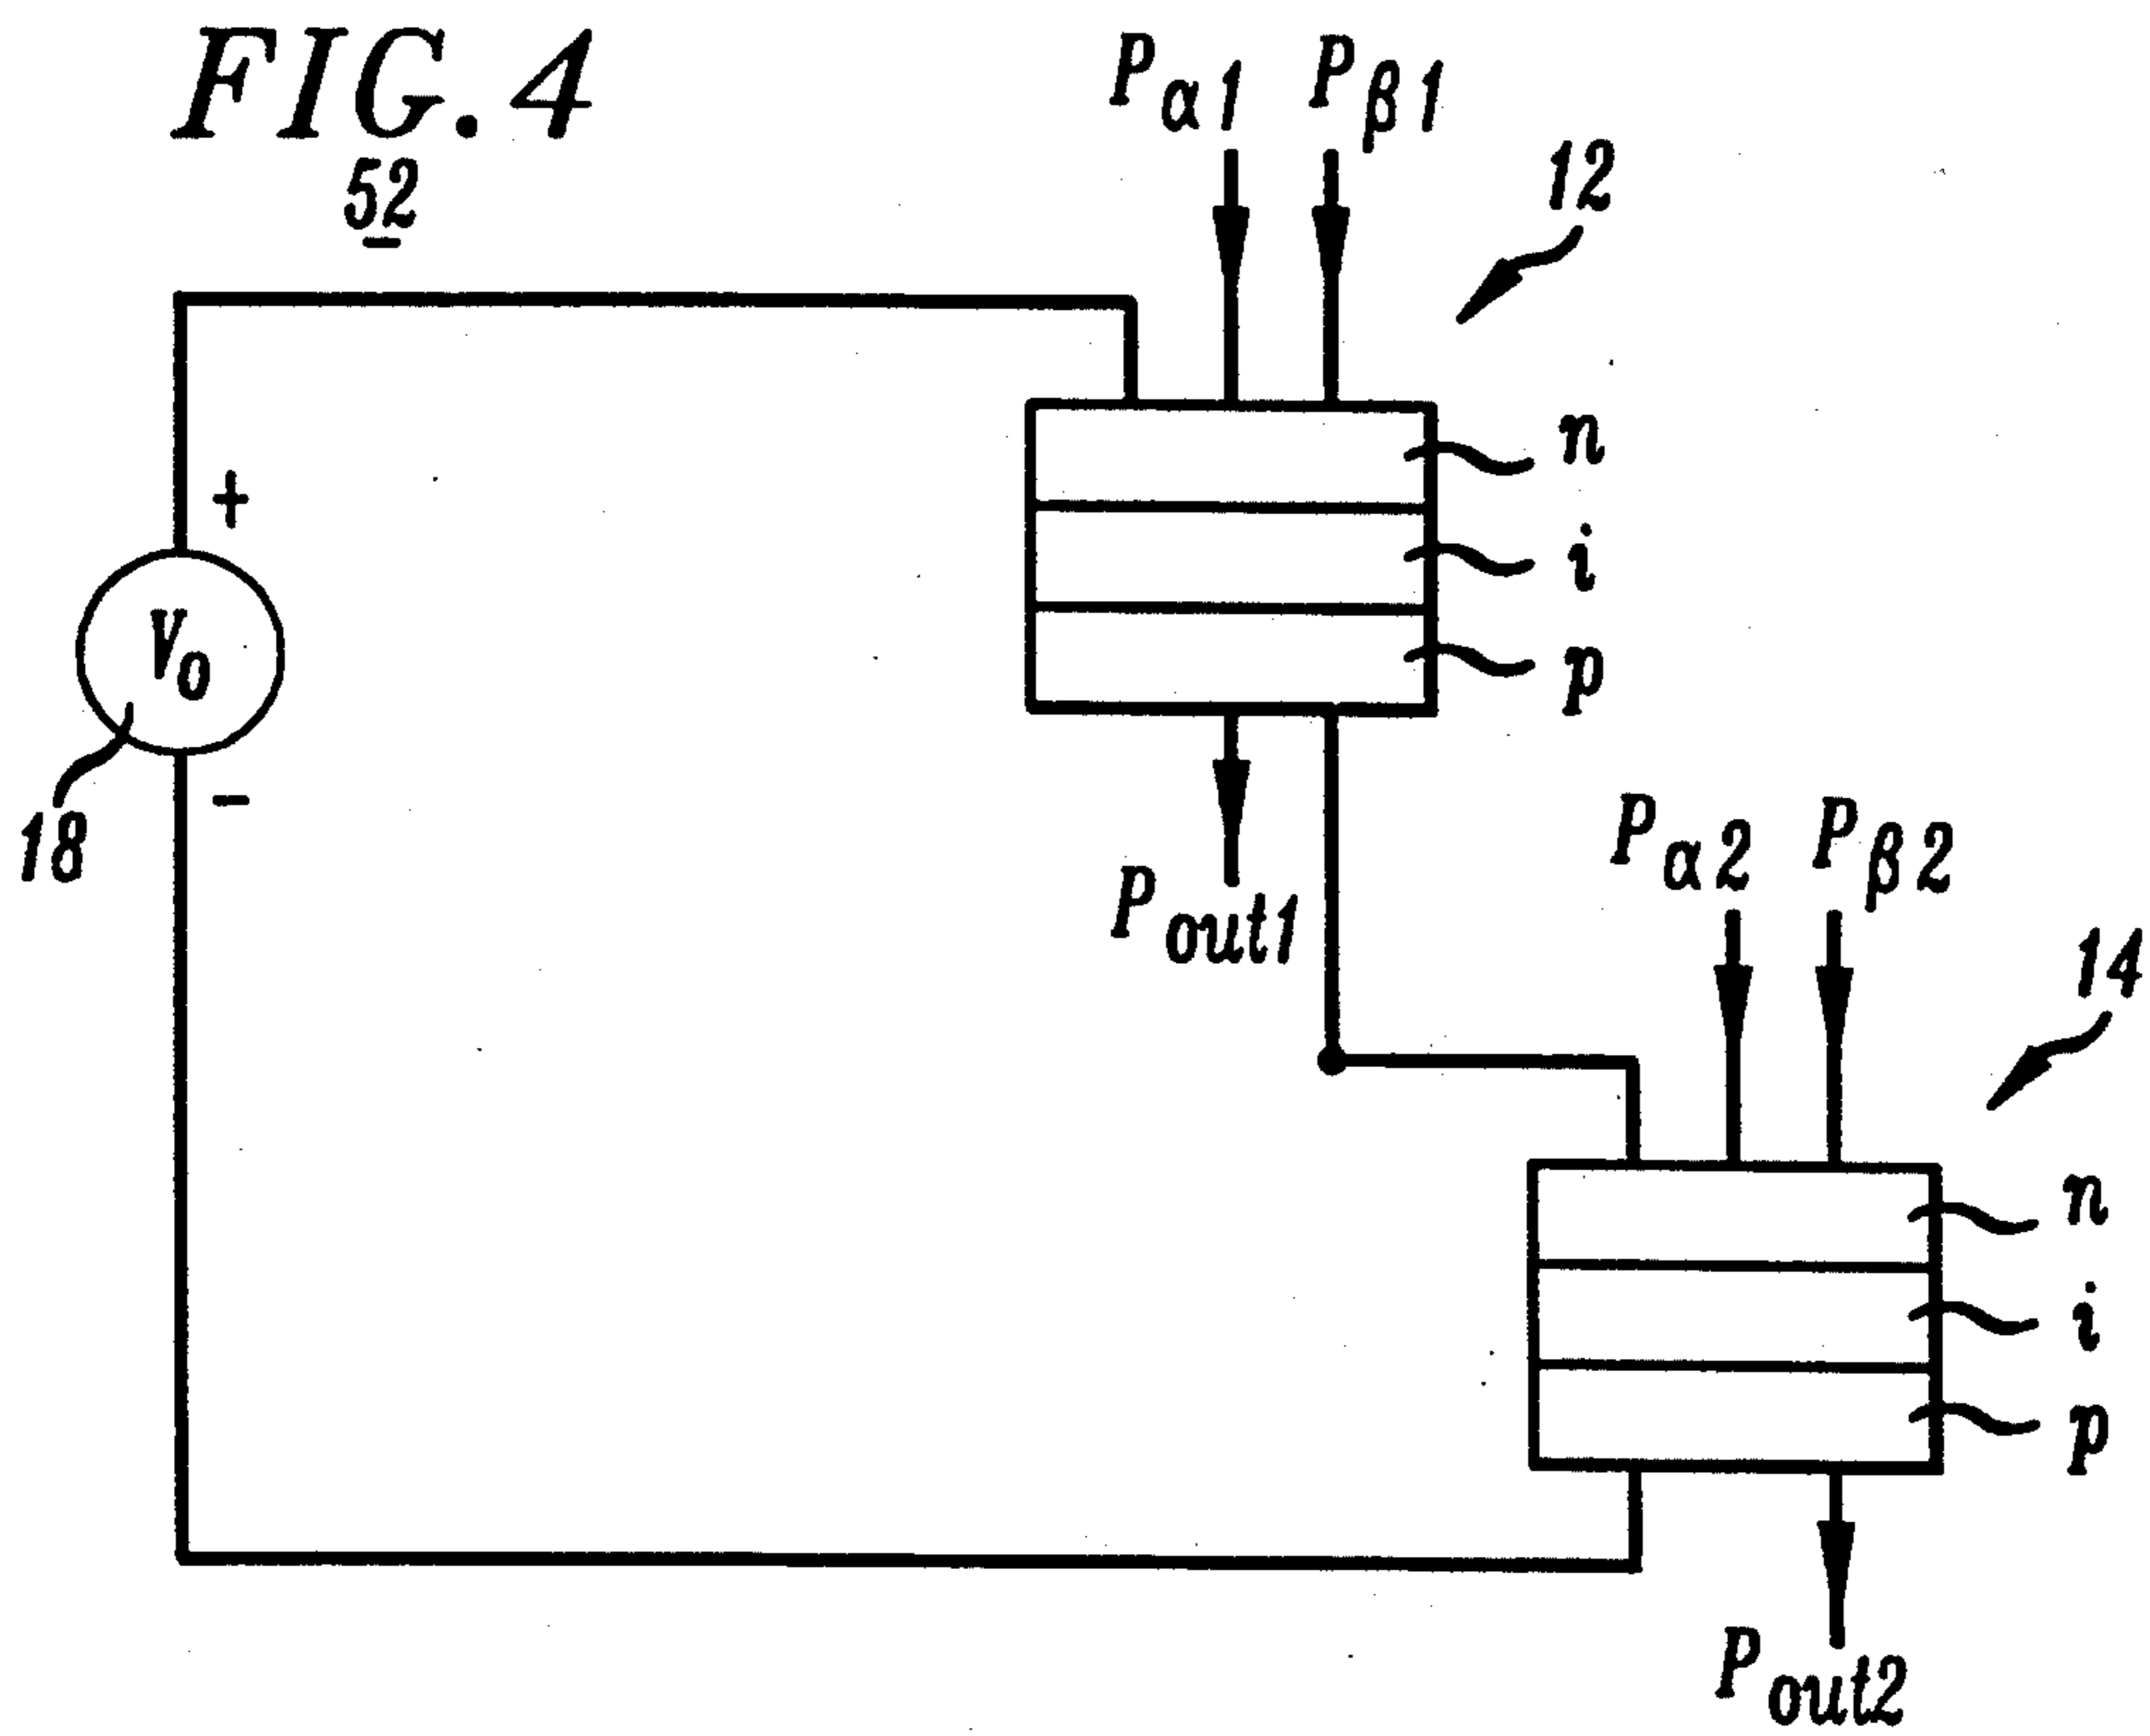 FIG. 4
52
Pα1 Pβ1
12
n
i
p
+
V0
-
18
Pout1
Pα2 Pβ2
14
n
i
p
Pout2